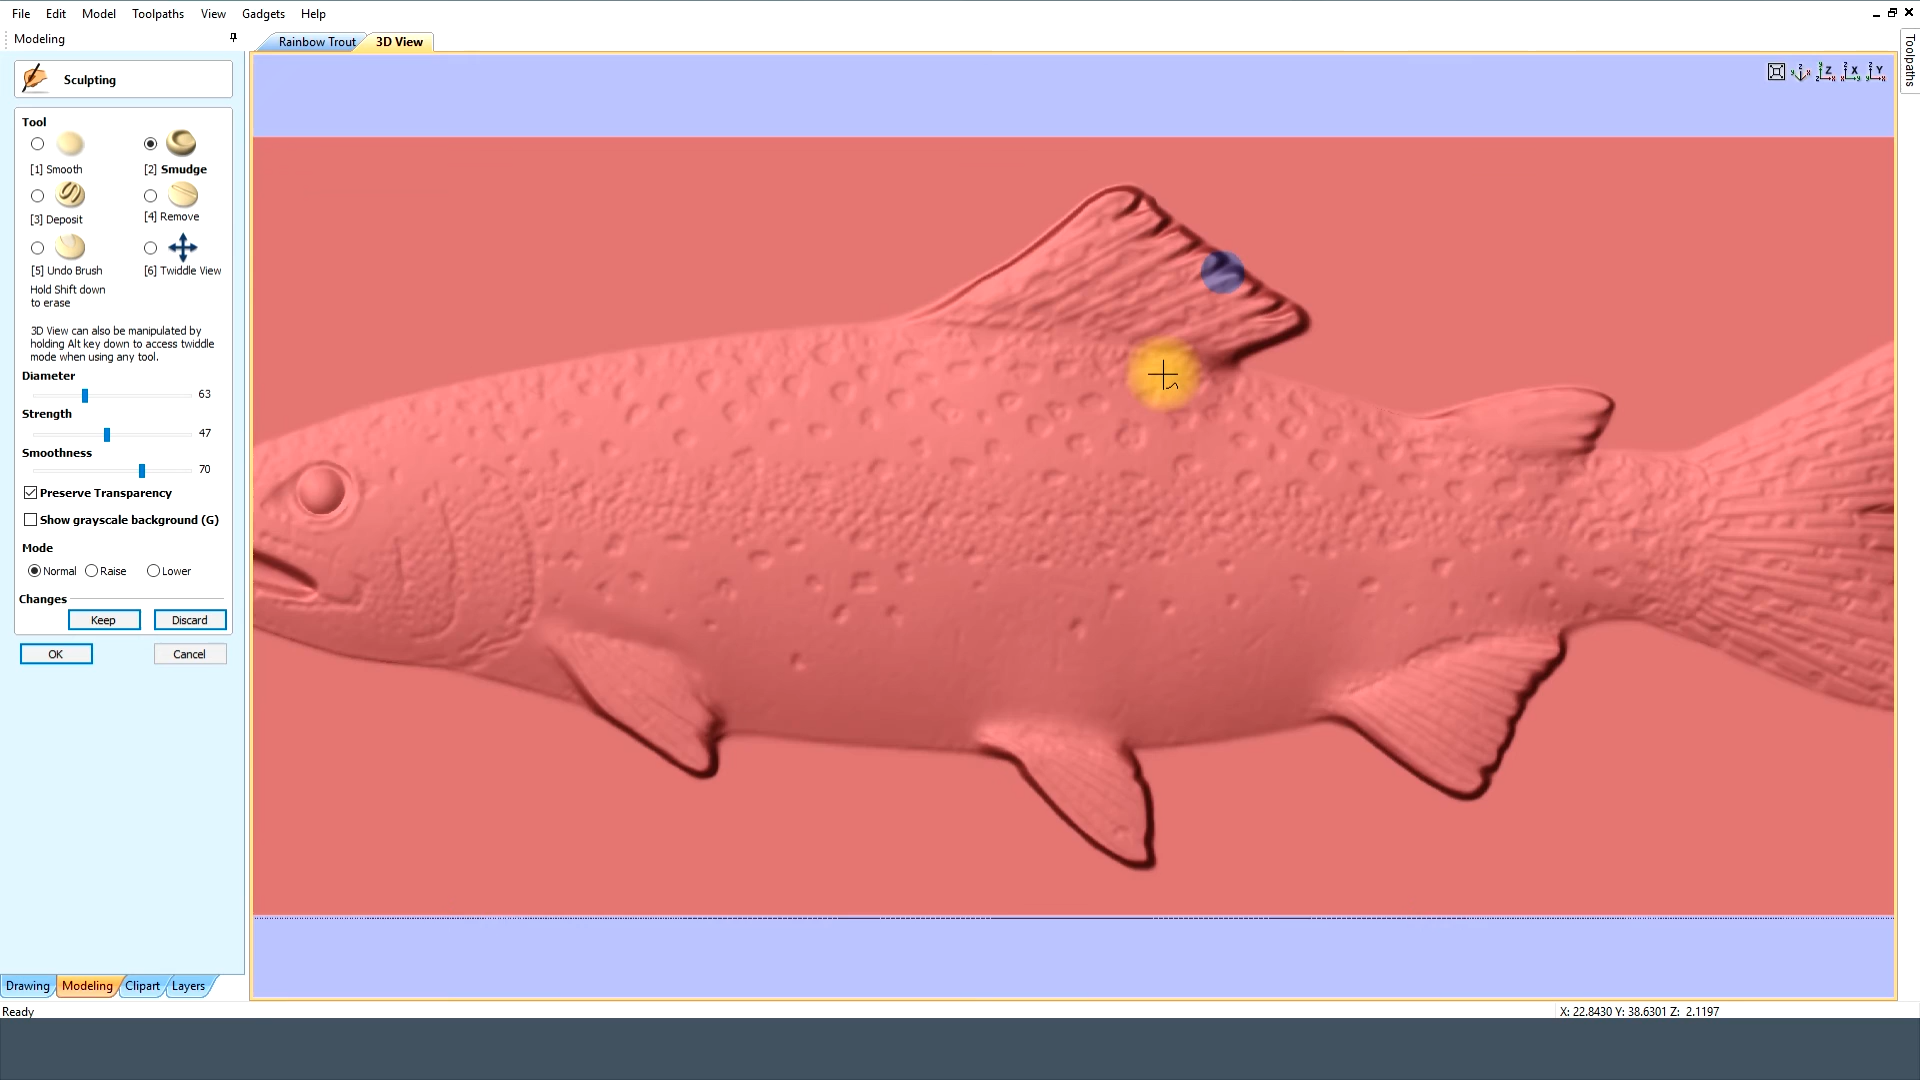 File Edit Model Toolpaths View Gadgets Help
Modeling
Rainbow Trout 3D View
Toolpaths
Sculpting
Tool
[1] Smooth [2] Smudge
[3] Deposit [4] Remove
[5] Undo Brush [6] Twiddle View
Hold Shift down
to erase
3D View can also be manipulated by
holding Alt key down to access twiddle
mode when using any tool.
Diameter
63
Strength
47
Smoothness
70
Preserve Transparency
Show grayscale background (G)
Mode
Normal Raise Lower
Changes
Keep Discard
OK Cancel
Drawing Modeling Clipart Layers
Ready X: 22.8430 Y: 38.6301 Z: 2.1197